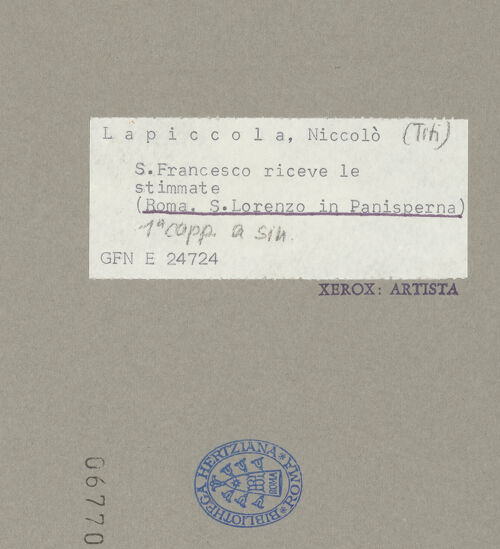 Lapiccola, Niccolò (Titi)
S.Francesco riceve le
stimmate
(Roma. S.Lorenzo in Panisperna)
1ª capp. a sin.
GFN E 24724
XEROX: ARTISTA
06770
BIBLIOTHECA HERTZIANA * ROMA *
ROMA